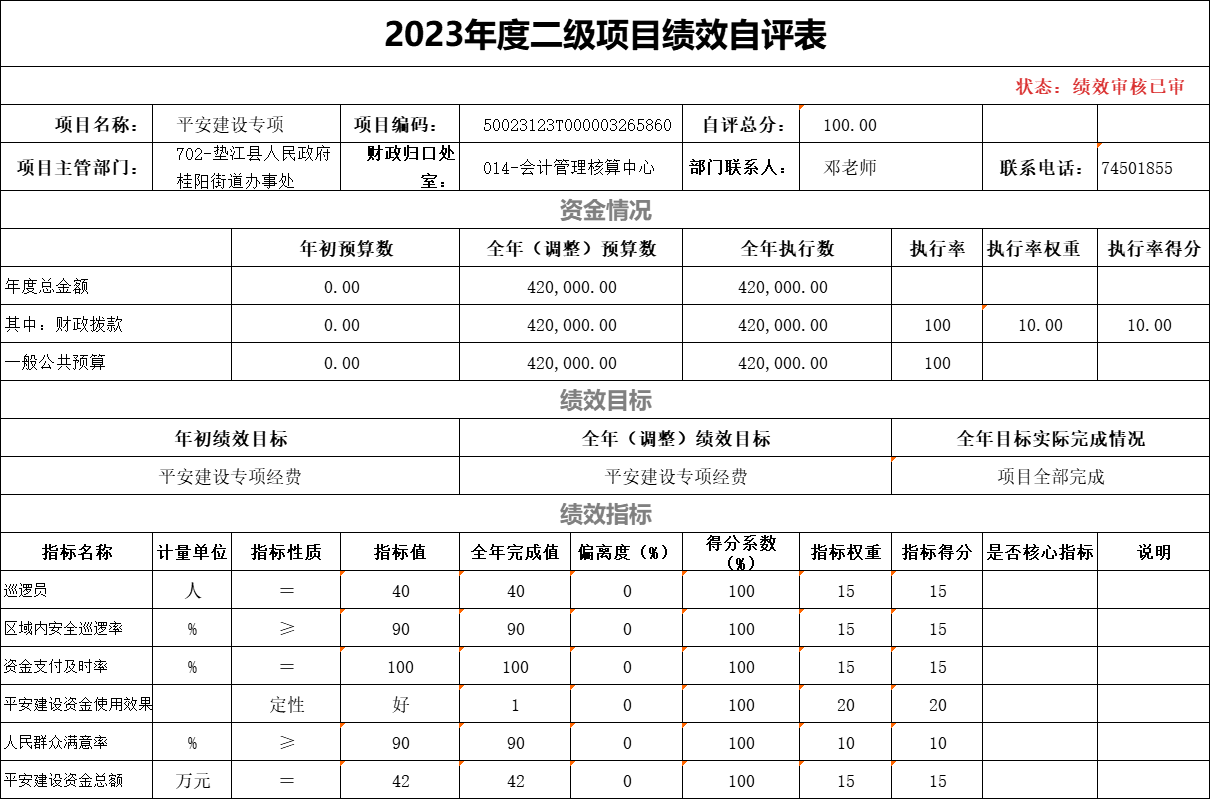 2023年度二级项目绩效自评表
状态：绩效审核已审
项目名称： 平安建设专项 项目编码： 50023123T000003265860 自评总分： 100.00
项目主管部门： 702-垫江县人民政府桂阳街道办事处 财政归口处室： 014-会计管理核算中心 部门联系人： 邓老师 联系电话： 74501855
资金情况
年初预算数 全年（调整）预算数 全年执行数 执行率 执行率权重 执行率得分
年度总金额 0.00 420,000.00 420,000.00
其中：财政拨款 0.00 420,000.00 420,000.00 100 10.00 10.00
一般公共预算 0.00 420,000.00 420,000.00 100
绩效目标
年初绩效目标 全年（调整）绩效目标 全年目标实际完成情况
平安建设专项经费 平安建设专项经费 项目全部完成
绩效指标
指标名称 计量单位 指标性质 指标值 全年完成值 偏离度（%） 得分系数（%） 指标权重 指标得分 是否核心指标 说明
巡逻员 人 ＝ 40 40 0 100 15 15
区域内安全巡逻率 % ≥ 90 90 0 100 15 15
资金支付及时率 % ＝ 100 100 0 100 15 15
平安建设资金使用效果 定性 好 1 0 100 20 20
人民群众满意率 % ≥ 90 90 0 100 10 10
平安建设资金总额 万元 ＝ 42 42 0 100 15 15